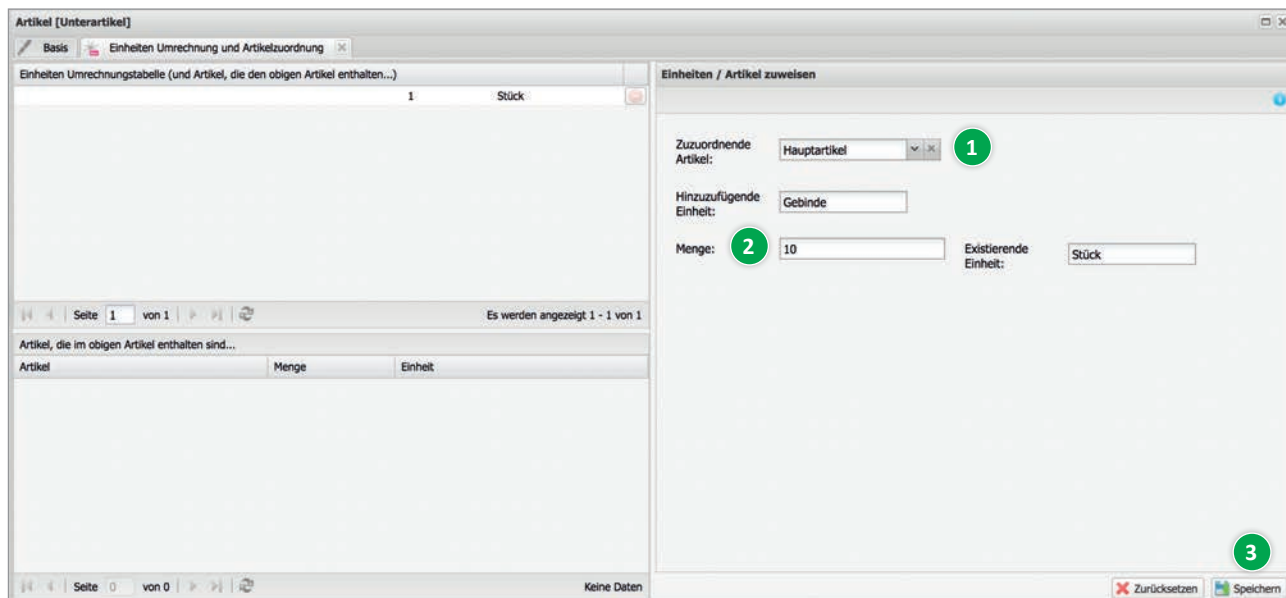 Artikel [Unterartikel]
Basis Einheiten Umrechnung und Artikelzuordnung
Einheiten Umrechnungstabelle (und Artikel, die den obigen Artikel enthalten...)
1 Stück
Seite 1 von 1 Es werden angezeigt 1 - 1 von 1
Artikel, die im obigen Artikel enthalten sind...
Artikel Menge Einheit
Seite 0 von 0 Keine Daten
Einheiten / Artikel zuweisen
Zuzuordnende
Artikel: Hauptartikel 1
Hinzuzufügende
Einheit: Gebinde
Menge: 2 10 Existierende
Einheit: Stück
3
Zurücksetzen Speichern